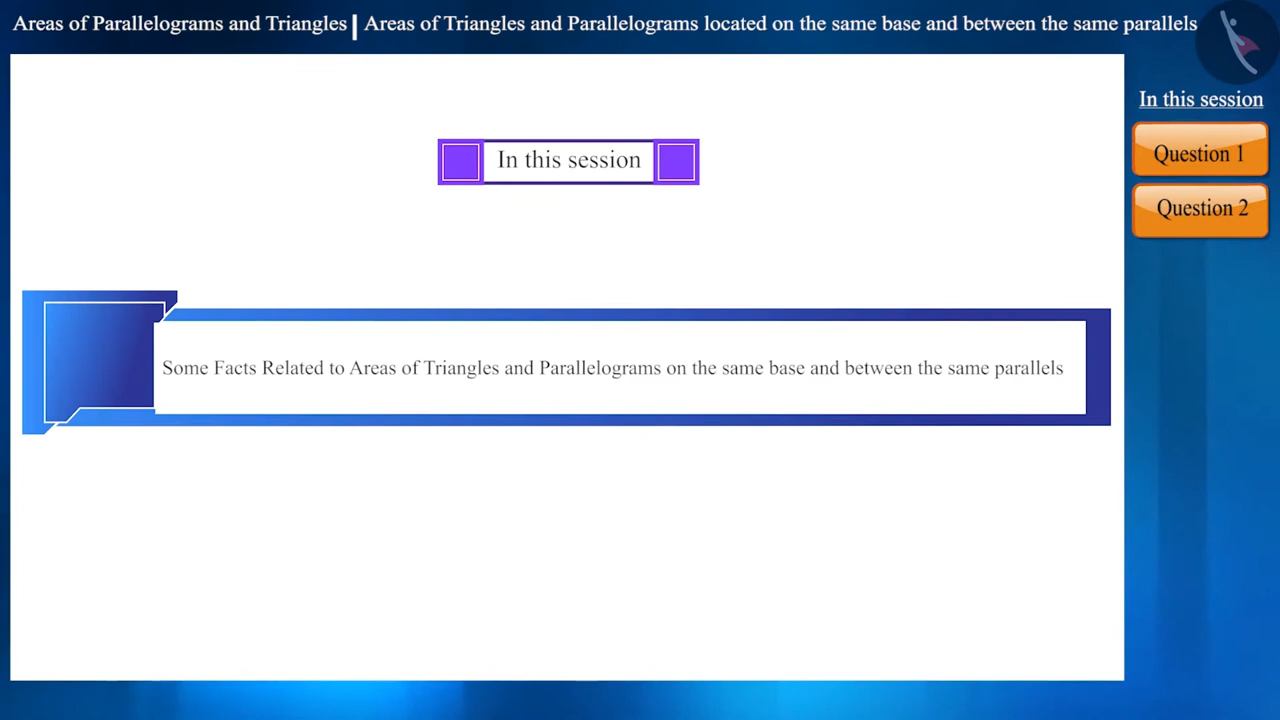 Areas of Parallelograms and Triangles | Areas of Triangles and Parallelograms located on the same base and between the same parallels
In this session
Question 1
Question 2
In this session
Some Facts Related to Areas of Triangles and Parallelograms on the same base and between the same parallels